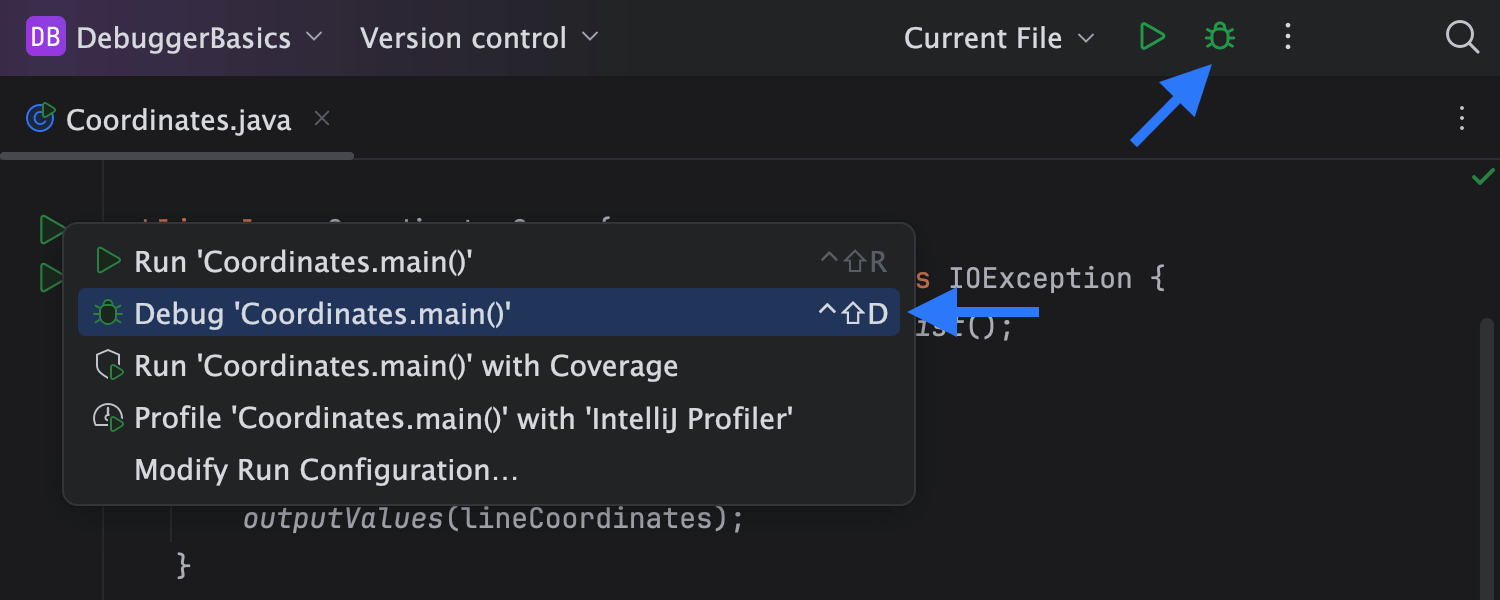 DB DebuggerBasics Version control Current File
Coordinates.java
Run 'Coordinates.main()' ^⇧R
IOException {
Debug 'Coordinates.main()' ^⇧D
();
Run 'Coordinates.main()' with Coverage
Profile 'Coordinates.main()' with 'IntelliJ Profiler'
Modify Run Configuration...
outputValues(lineCoordinates);
}